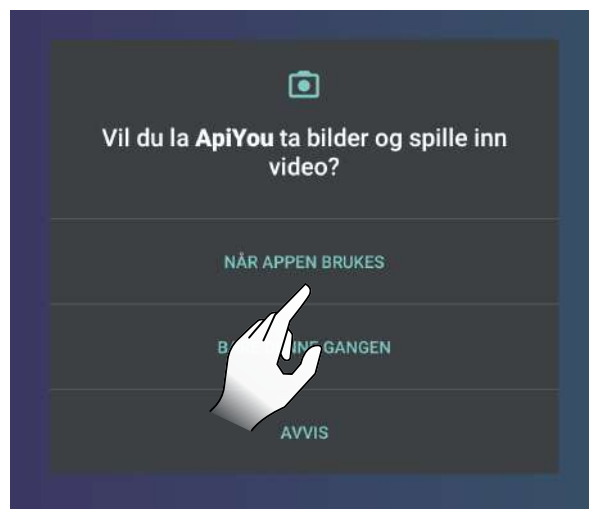 Vil du la ApiYou ta bilder og spille inn
video?
NÅR APPEN BRUKES
GANGEN
AVVIS